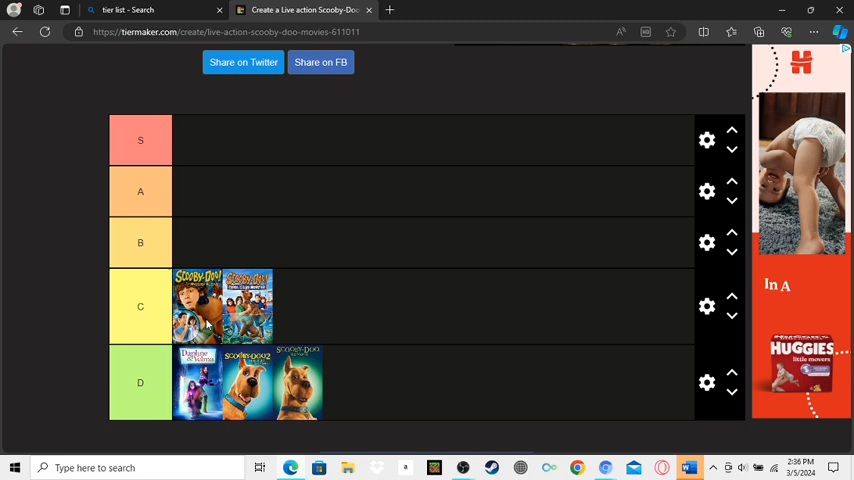 tier list - Search
Create a Live action Scooby-Doo
https://tiermaker.com/create/live-action-scooby-doo-movies-611011
Share on Twitter
Share on FB
S
A
B
C
SCOOBY-DOO!
SCOOBY-DOO!
D
Daphne & Velma
SCOOBY-DOO 2
SCOOBY-DOO
In A
HUGGIES
little movers
Type here to search
2:36 PM
3/5/2024